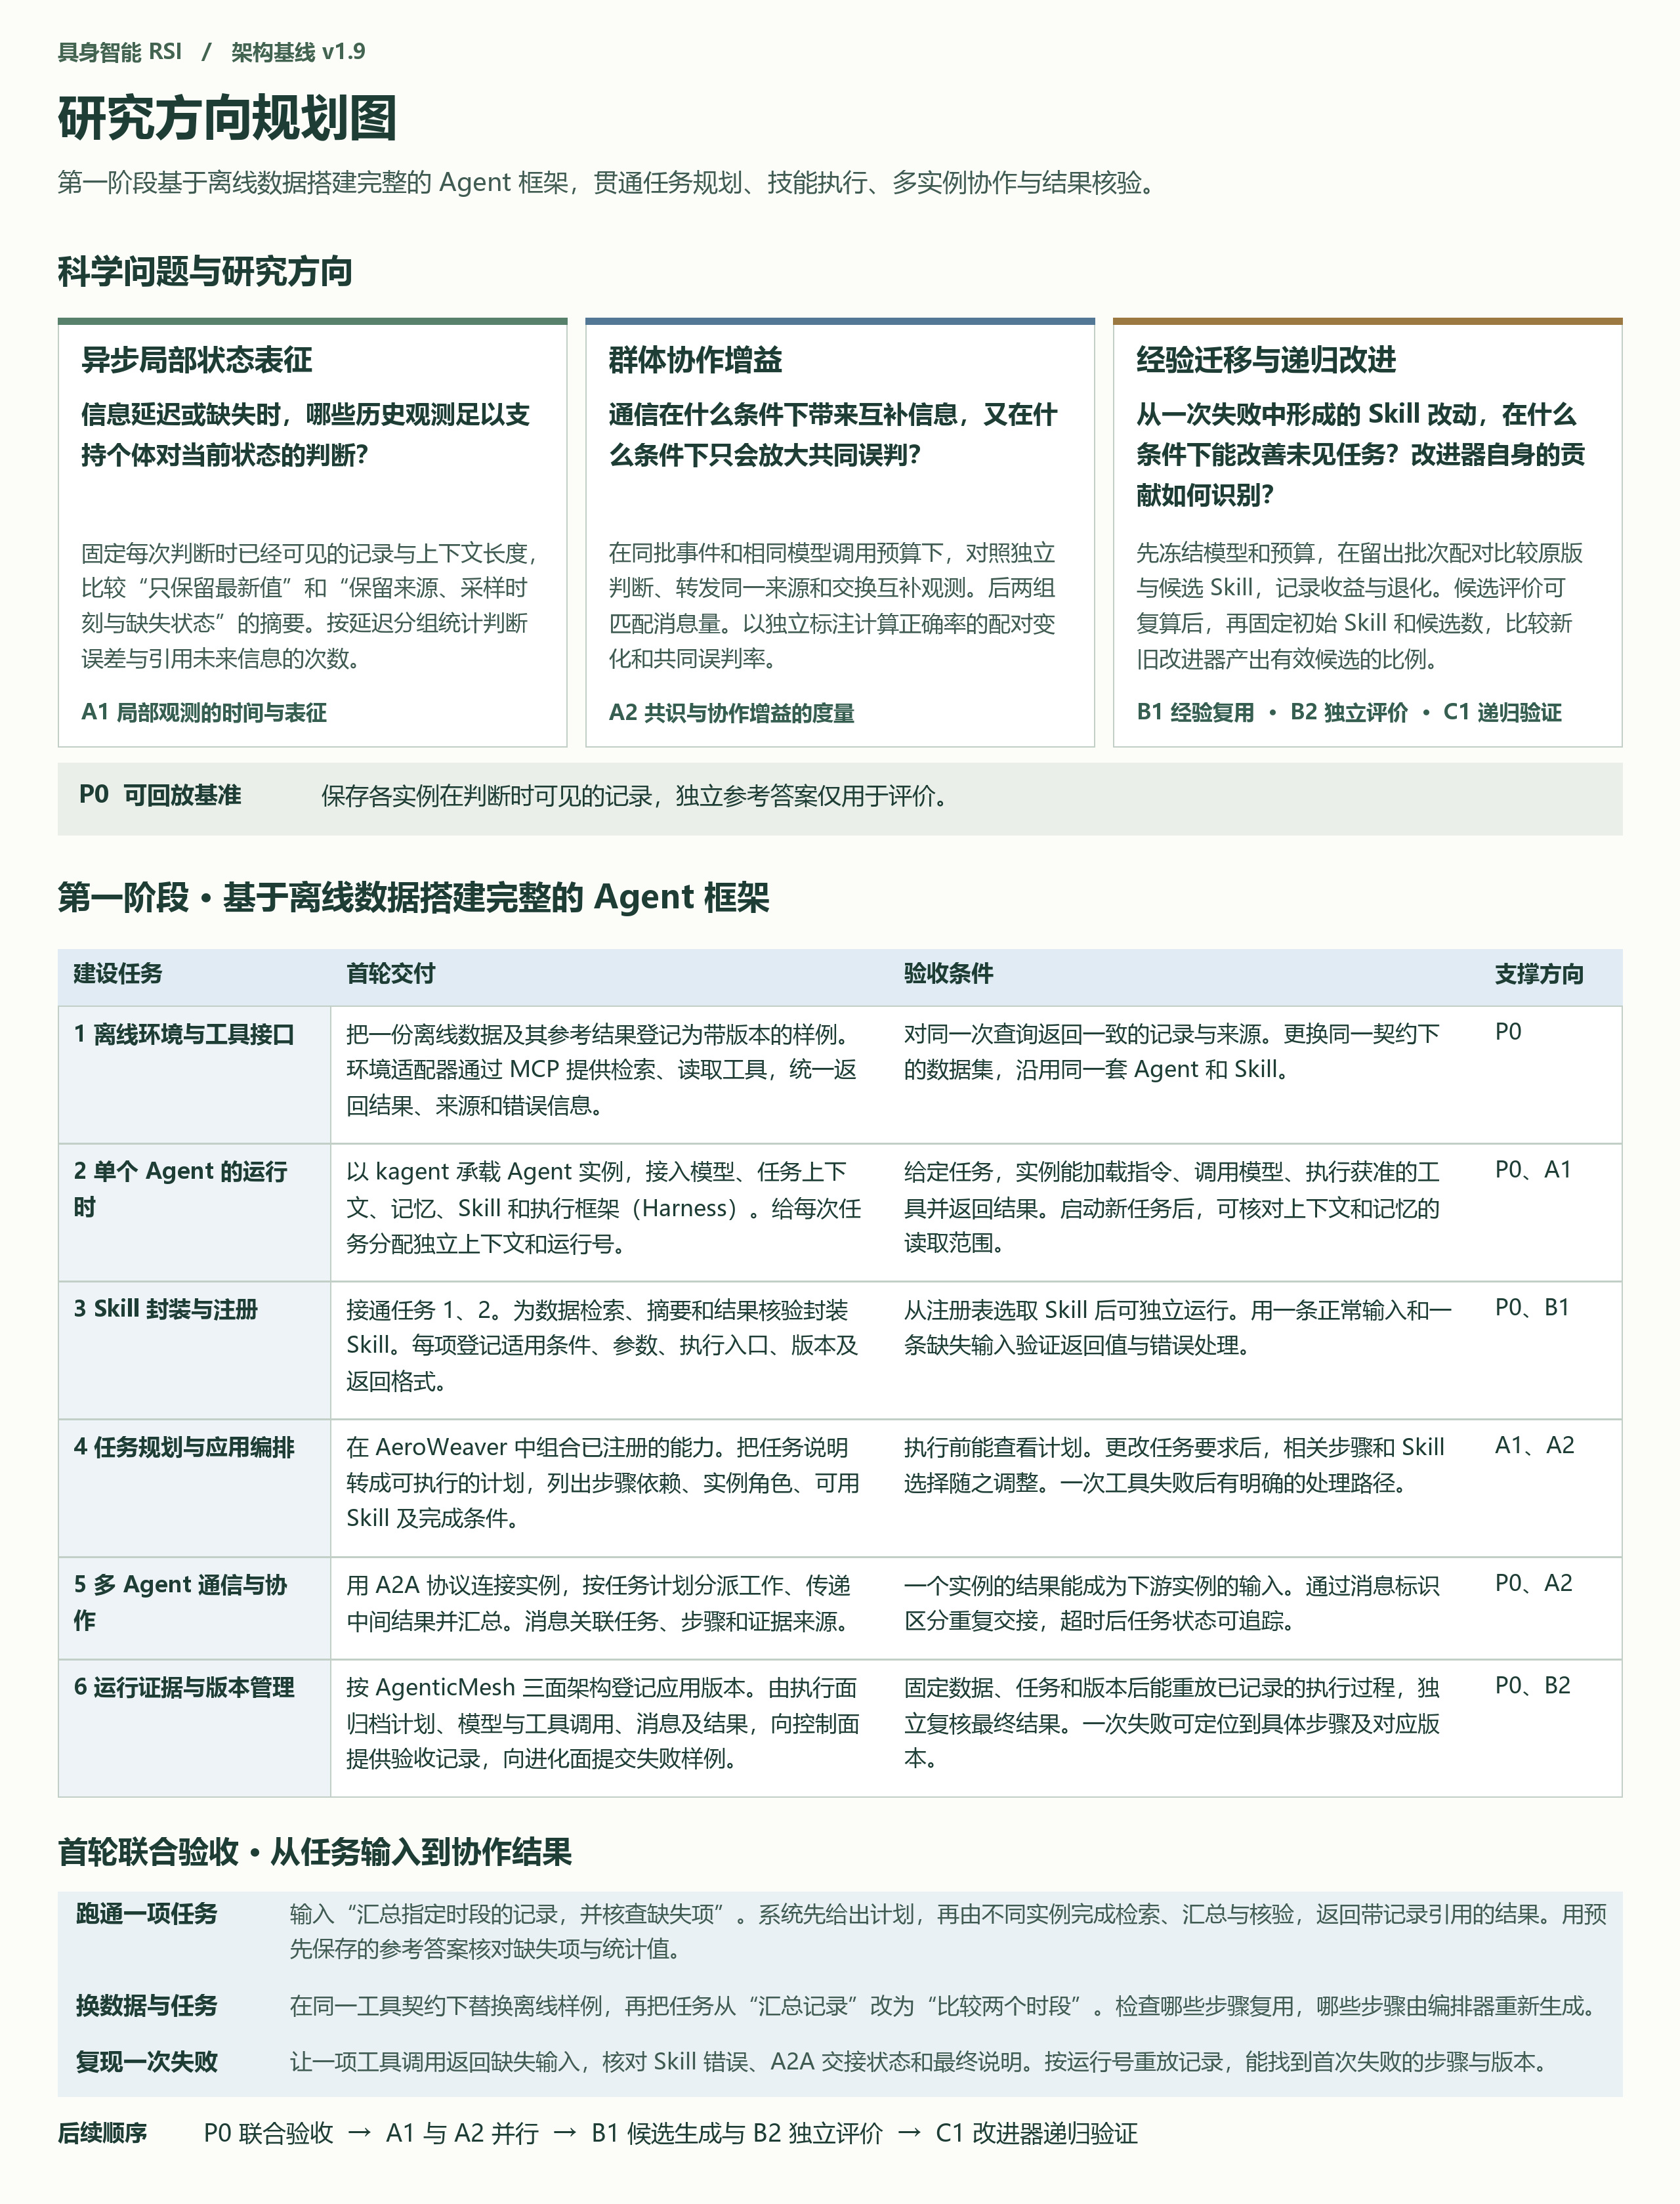 具身智能 RSI / 架构基线 v1.9
研究方向规划图
第一阶段基于离线数据搭建完整的 Agent 框架，贯通任务规划、技能执行、多实例协作与结果核验。
科学问题与研究方向
异步局部状态表征
信息延迟或缺失时，哪些历史观测足以支
持个体对当前状态的判断？
固定每次判断时已经可见的记录与上下文长度，
比较“只保留最新值”和“保留来源、采样时
刻与缺失状态”的摘要。按延迟分组统计判断
误差与引用未来信息的次数。
A1 局部观测的时间与表征
群体协作增益
通信在什么条件下带来互补信息，又在什
么条件下只会放大共同误判？
在同批事件和相同模型调用预算下，对照独立
判断、转发同一来源和交换互补观测。后两组
匹配消息量。以独立标注计算正确率的配对变
化和共同误判率。
A2 共识与协作增益的度量
经验迁移与递归改进
从一次失败中形成的 Skill 改动，在什么
条件下能改善未见任务？改进器自身的贡
献如何识别？
先冻结模型和预算，在留出批次配对比较原版
与候选 Skill，记录收益与退化。候选评价可
复算后，再固定初始 Skill 和候选数，比较新
旧改进器产出有效候选的比例。
B1 经验复用 • B2 独立评价 • C1 递归验证
P0 可回放基准 保存各实例在判断时可见的记录，独立参考答案仅用于评价。
第一阶段 • 基于离线数据搭建完整的 Agent 框架
建设任务 首轮交付 验收条件 支撑方向
1 离线环境与工具接口
把一份离线数据及其参考结果登记为带版本的样例。
环境适配器通过 MCP 提供检索、读取工具，统一返
回结果、来源和错误信息。
对同一次查询返回一致的记录与来源。更换同一契约下
的数据集，沿用同一套 Agent 和 Skill。
P0
2 单个 Agent 的运行
时
以 kagent 承载 Agent 实例，接入模型、任务上下
文、记忆、Skill 和执行框架（Harness）。给每次任
务分配独立上下文和运行号。
给定任务，实例能加载指令、调用模型、执行获准的工
具并返回结果。启动新任务后，可核对上下文和记忆的
读取范围。
P0、A1
3 Skill 封装与注册
接通任务 1、2。为数据检索、摘要和结果核验封装
Skill。每项登记适用条件、参数、执行入口、版本及
返回格式。
从注册表选取 Skill 后可独立运行。用一条正常输入和一
条缺失输入验证返回值与错误处理。
P0、B1
4 任务规划与应用编排
在 AeroWeaver 中组合已注册的能力。把任务说明
转成可执行的计划，列出步骤依赖、实例角色、可用
Skill 及完成条件。
执行前能查看计划。更改任务要求后，相关步骤和 Skill
选择随之调整。一次工具失败后有明确的处理路径。
A1、A2
5 多 Agent 通信与协
作
用 A2A 协议连接实例，按任务计划分派工作、传递
中间结果并汇总。消息关联任务、步骤和证据来源。
一个实例的结果能成为下游实例的输入。通过消息标识
区分重复交接，超时后任务状态可追踪。
P0、A2
6 运行证据与版本管理
按 AgenticMesh 三面架构登记应用版本。由执行面
归档计划、模型与工具调用、消息及结果，向控制面
提供验收记录，向进化面提交失败样例。
固定数据、任务和版本后能重放已记录的执行过程，独
立复核最终结果。一次失败可定位到具体步骤及对应版
本。
P0、B2
首轮联合验收 • 从任务输入到协作结果
跑通一项任务
输入“汇总指定时段的记录，并核查缺失项”。系统先给出计划，再由不同实例完成检索、汇总与核验，返回带记录引用的结果。用预
先保存的参考答案核对缺失项与统计值。
换数据与任务
在同一工具契约下替换离线样例，再把任务从“汇总记录”改为“比较两个时段”。检查哪些步骤复用，哪些步骤由编排器重新生成。
复现一次失败
让一项工具调用返回缺失输入，核对 Skill 错误、A2A 交接状态和最终说明。按运行号重放记录，能找到首次失败的步骤与版本。
后续顺序 P0 联合验收 → A1 与 A2 并行 → B1 候选生成与 B2 独立评价 → C1 改进器递归验证